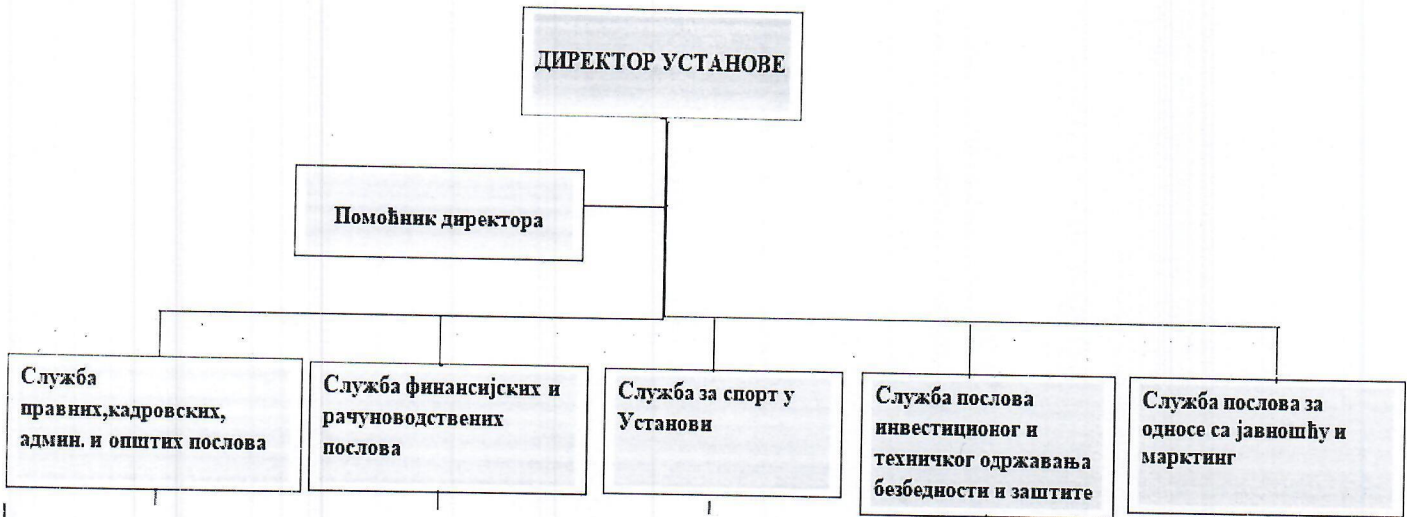 ДИРЕКТОР УСТАНОВЕ
Помоћник директора
Служба
правних,кадровских,
админ. и општих послова
Служба финансијских и
рачуноводствених
послова
Служба за спорт у
Установи
Служба послова
инвестиционог и
техничког одржавања
безбедности и заштите
Служба послова за
односе са јавношћу и
марктинг